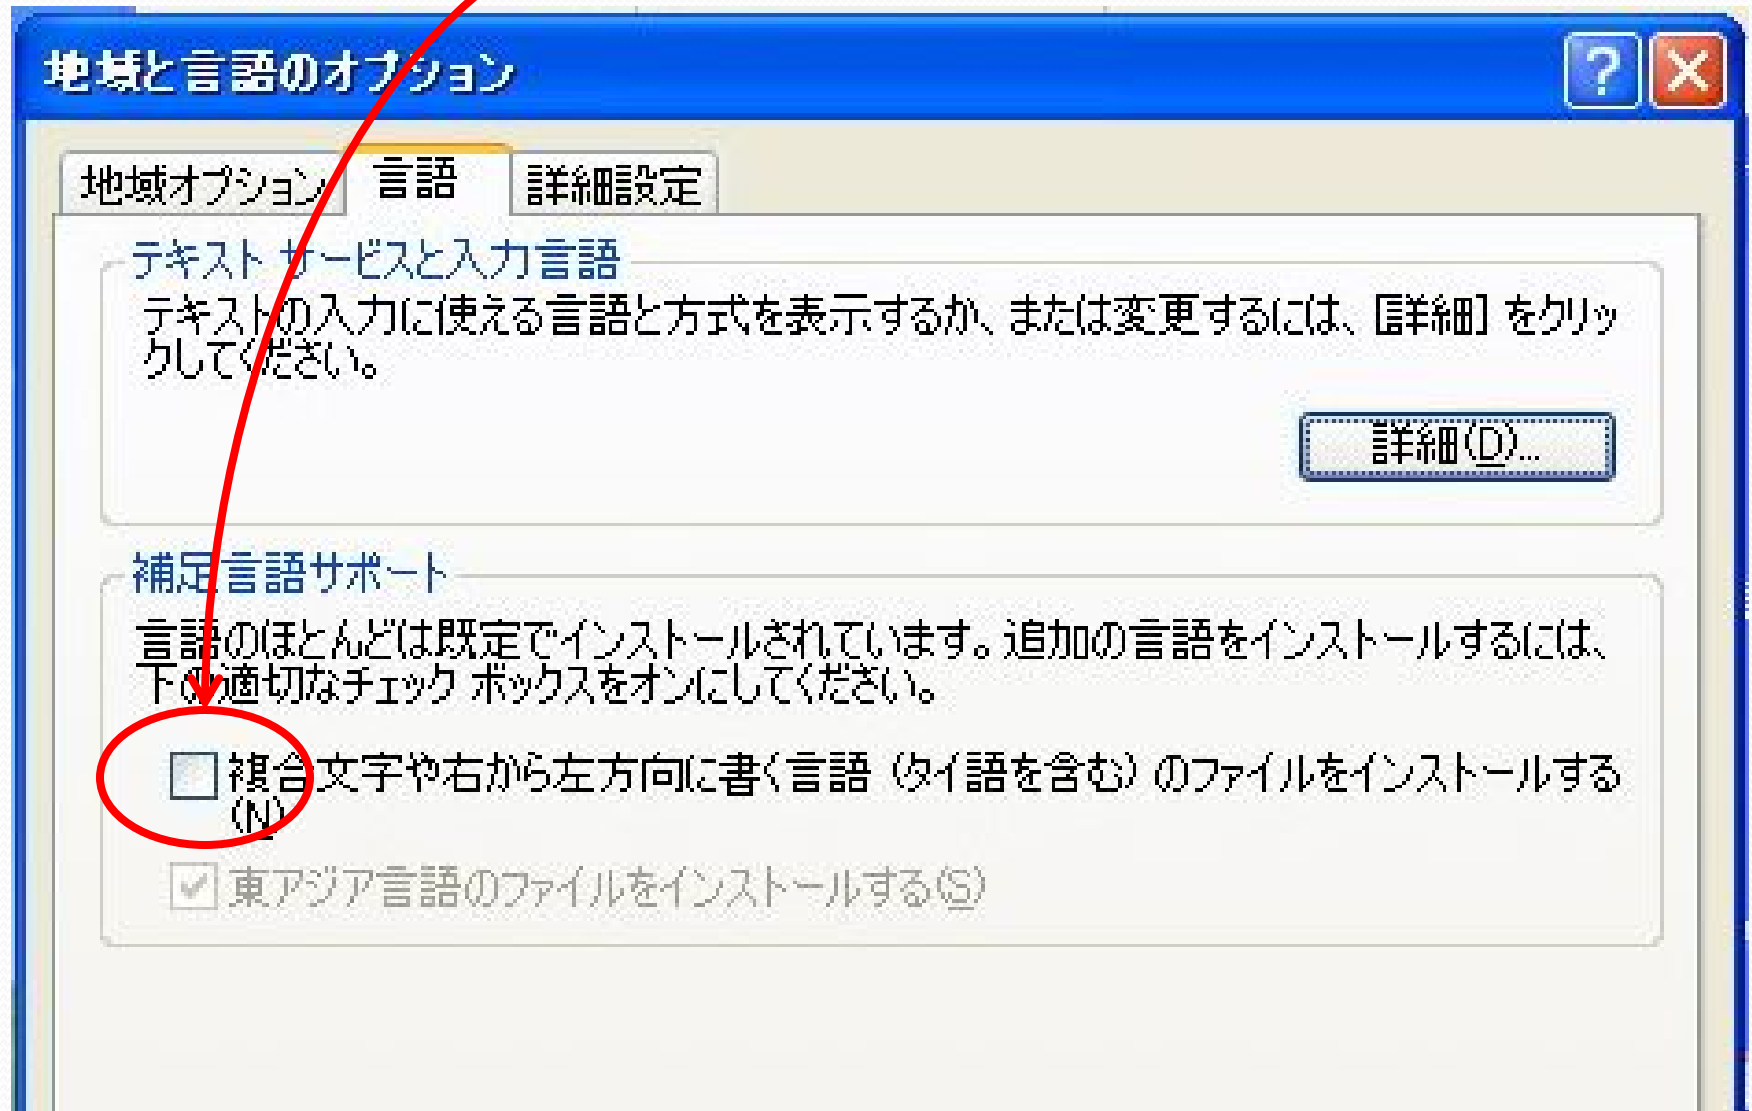 地域と言語のオプション
地域オプション 言語 詳細設定
テキスト サービスと入力言語
テキストの入力に使える言語と方式を表示するか、または変更するには、[詳細] をクリッ
クしてください。
詳細(D)...
補足言語サポート
言語のほとんどは既定でインストールされています。追加の言語をインストールするには、
下の適切なチェック ボックスをオンにしてください。
複合文字や右から左方向に書く言語 (タイ語を含む) のファイルをインストールする
(N)
東アジア言語のファイルをインストールする(S)